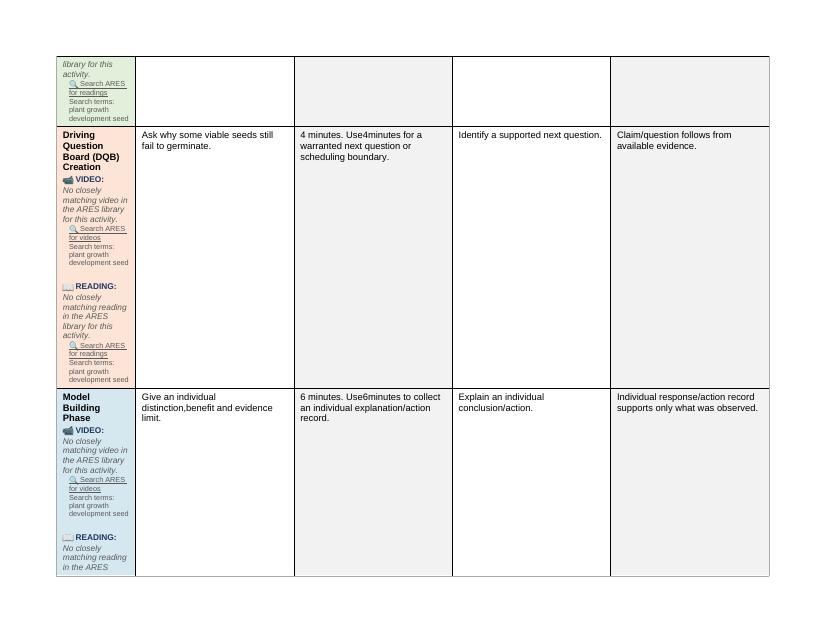 library for this
activity.
🔍 Search ARES
for readings
Search terms:
plant growth
development seed
Driving
Question
Board (DQB)
Creation
📹 VIDEO:
No closely
matching video in
the ARES library
for this activity.
🔍 Search ARES
for videos
Search terms:
plant growth
development seed
📖 READING:
No closely
matching reading
in the ARES
library for this
activity.
🔍 Search ARES
for readings
Search terms:
plant growth
development seed
Ask why some viable seeds still
fail to germinate.
4 minutes. Use4minutes for a
warranted next question or
scheduling boundary.
Identify a supported next question.
Claim/question follows from
available evidence.
Model
Building
Phase
📹 VIDEO:
No closely
matching video in
the ARES library
for this activity.
🔍 Search ARES
for videos
Search terms:
plant growth
development seed
📖 READING:
No closely
matching reading
in the ARES
Give an individual
distinction,benefit and evidence
limit.
6 minutes. Use6minutes to collect
an individual explanation/action
record.
Explain an individual
conclusion/action.
Individual response/action record
supports only what was observed.